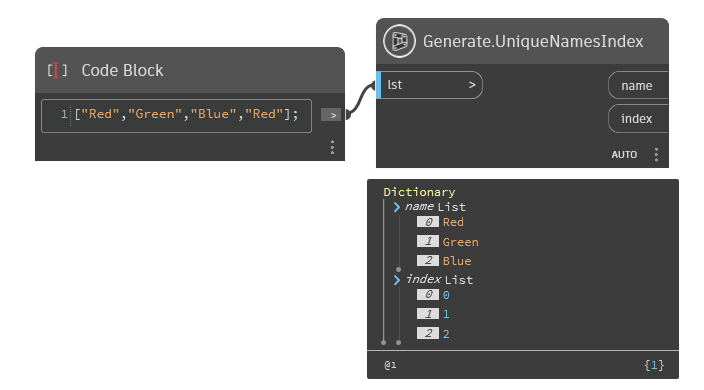 Generate.UniqueNamesIndex
Code Block
lst >
name
1 ["Red","Green","Blue","Red"]; >
index
AUTO
Dictionary
name List
0 Red
1 Green
2 Blue
index List
0 0
1 1
2 2
@1 {1}